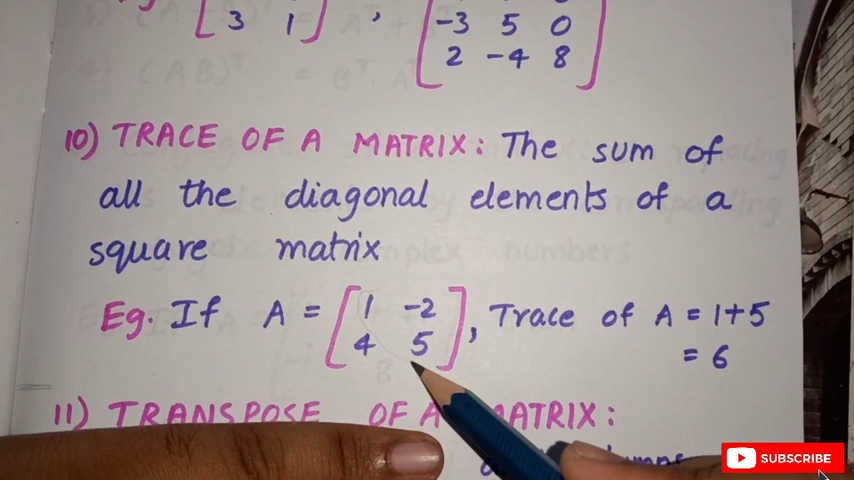 3 1 ] , -3 5 0
2 -4 8
10) TRACE OF A MATRIX: The sum of
all the diagonal elements of a
square matrix
Eg. If A = [ 1 -2 ] , Trace of A = 1+5
4 5 = 6
11) TRANSPOSE OF A MATRIX:
SUBSCRIBE